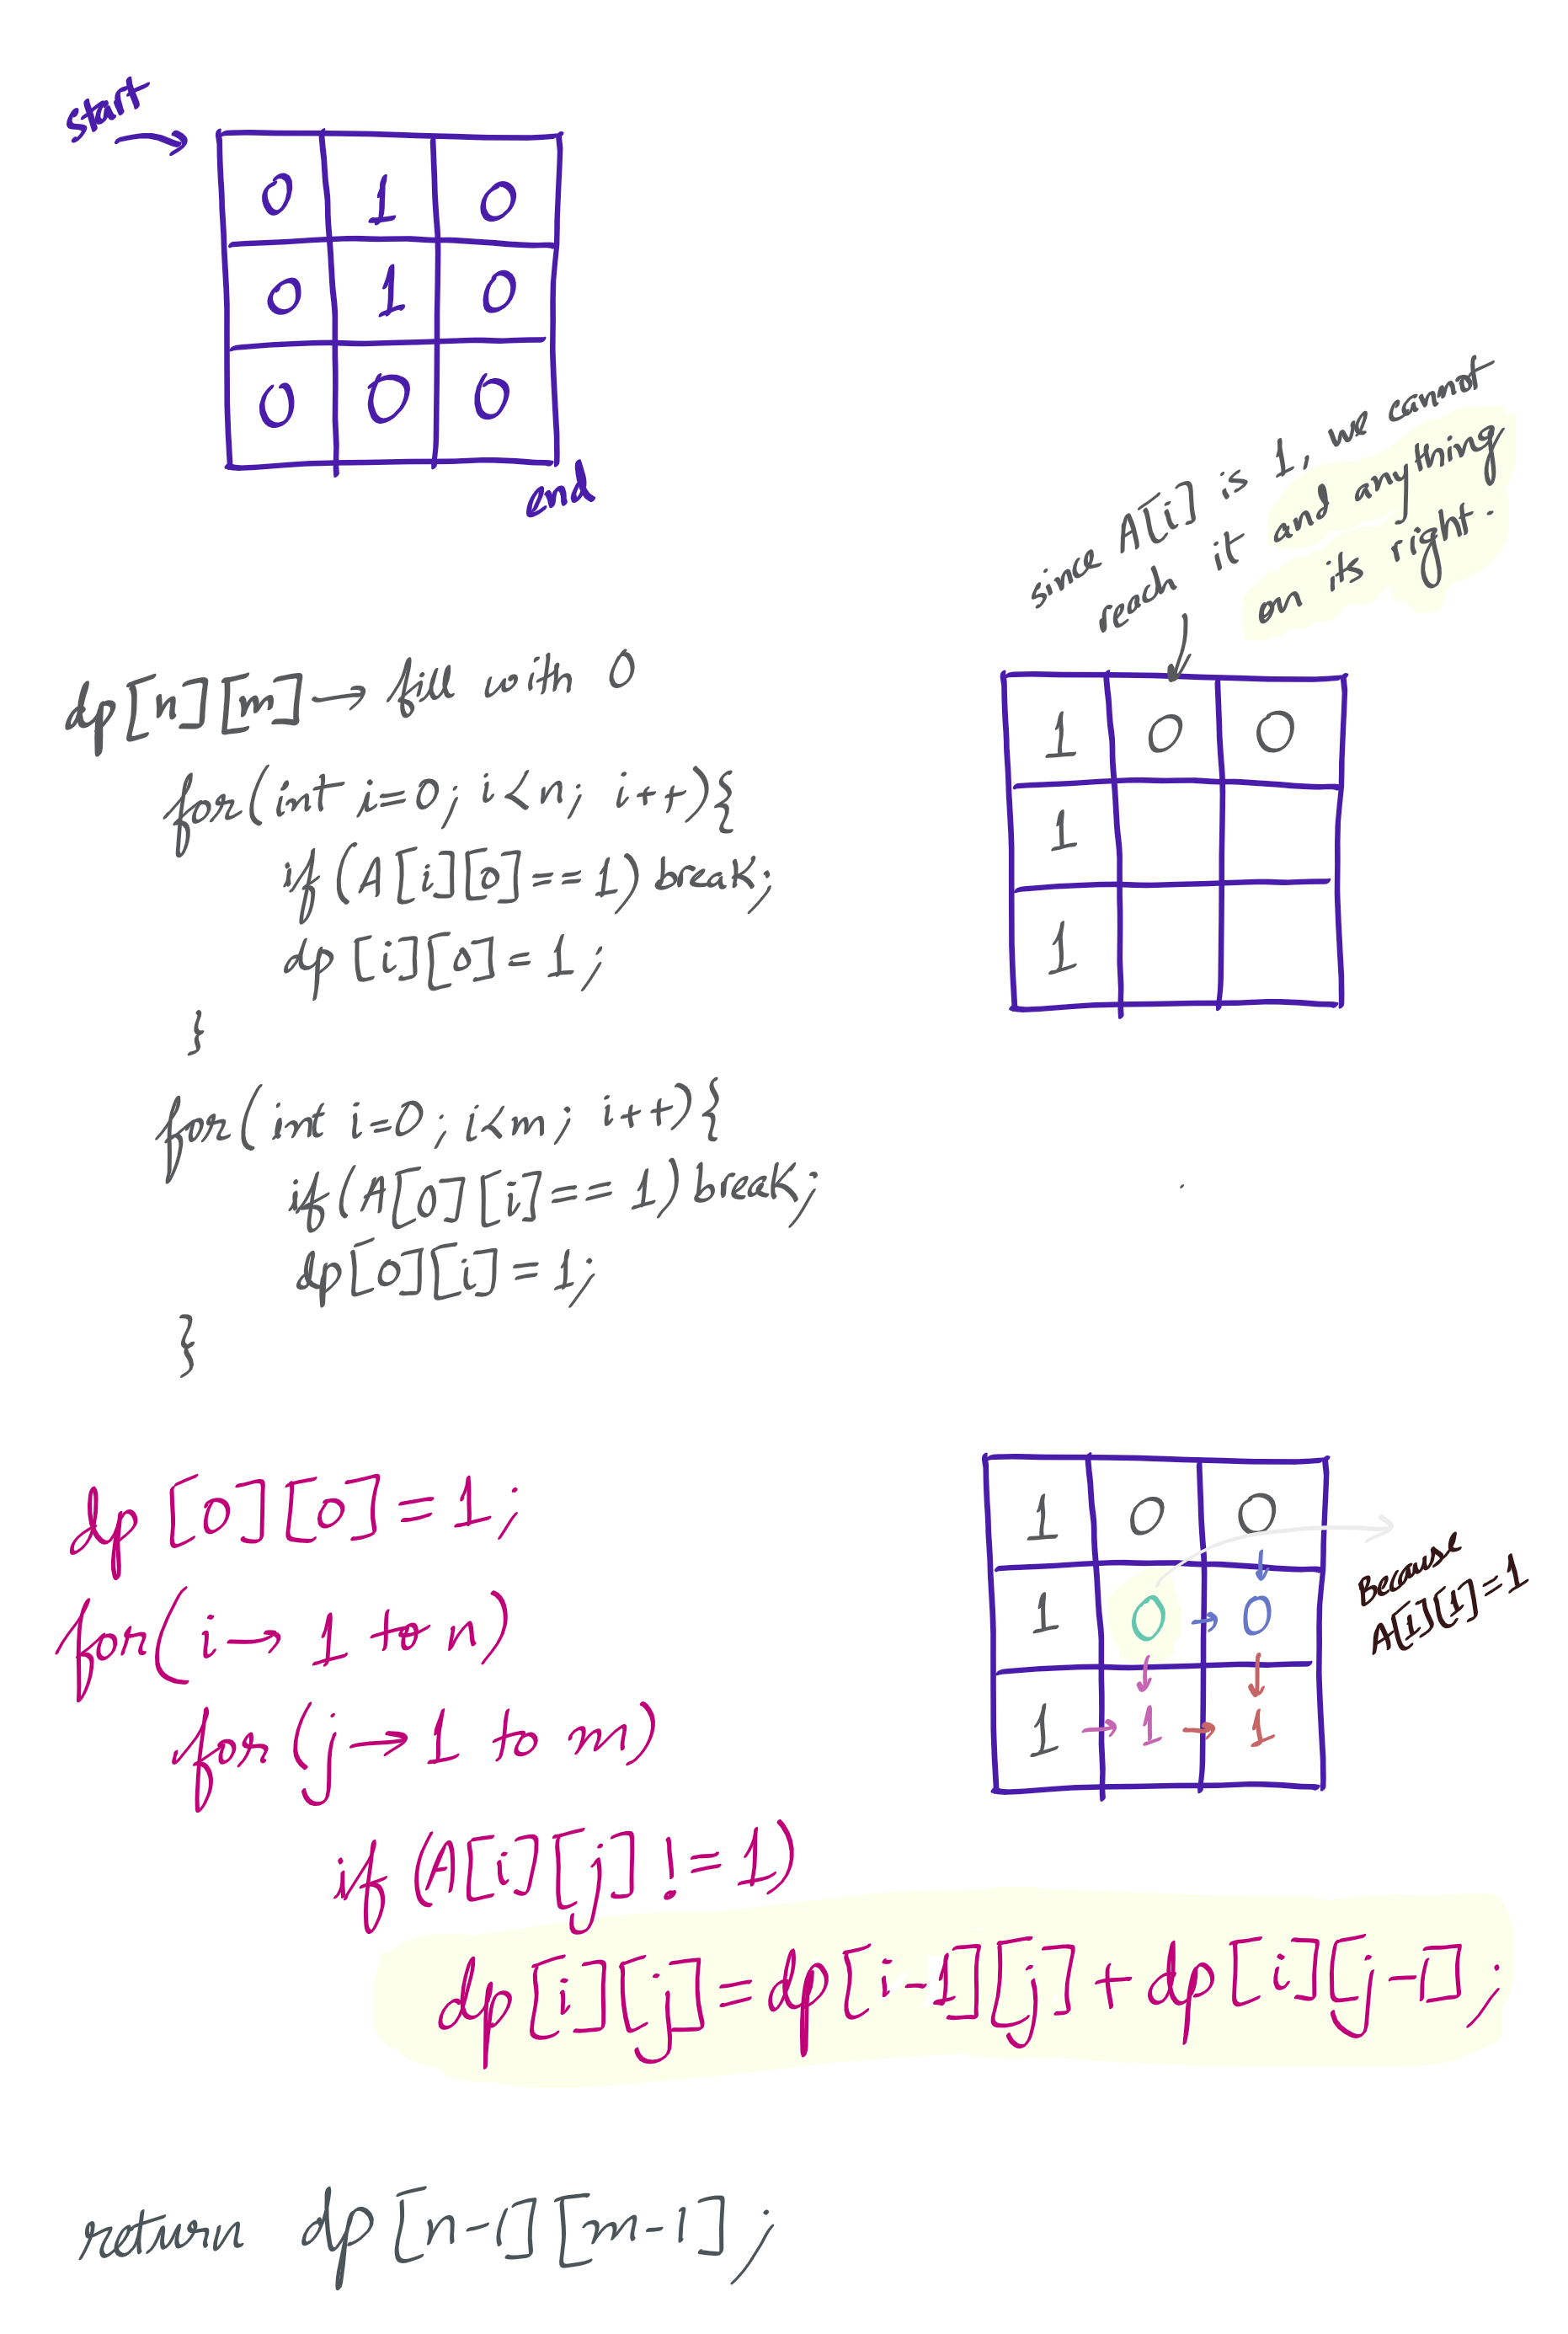 start
0 1 0
0 1 0
0 0 0
end
since A[i] is 1, we cannot
reach it and anything
on its right.
1 0 0
1
1
dp[n][m] → fill with 0
for(int i=0; i<n; i++){
if(A[i][0]==1) break;
dp[i][0]=1;
}
for(int i=0; i<m; i++){
if(A[0][i]==1) break;
dp[0][i]=1;
}
1 0 0
1 0 → 0
1 → 1 → 1
Because
A[1][1]=1
dp[0][0]=1;
for(i→ 1 to n)
for(j→1 to m)
if(A[i][j]!=1)
dp[i][j]=dp[i-1][j]+dp[i][j-1];
return dp[n-1][m-1];